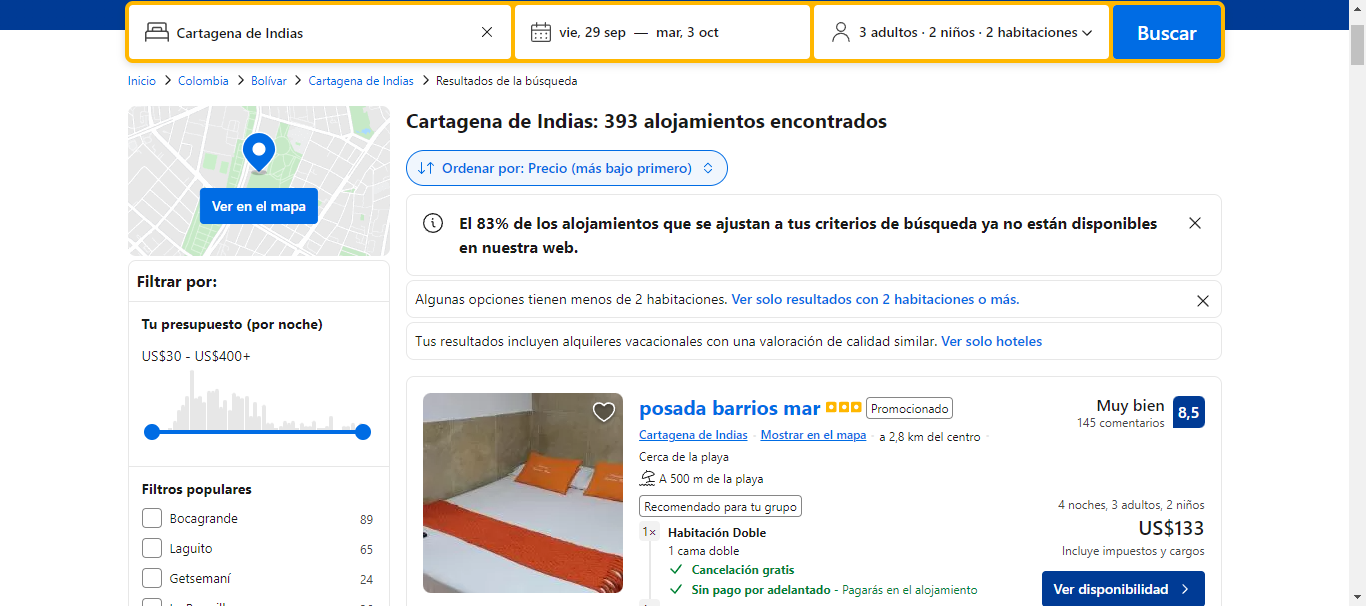 Cartagena de Indias
vie, 29 sep — mar, 3 oct
3 adultos · 2 niños · 2 habitaciones
Buscar
Inicio > Colombia > Bolívar > Cartagena de Indias > Resultados de la búsqueda
Ver en el mapa
Filtrar por:
Tu presupuesto (por noche)
US$30 - US$400+
Filtros populares
Bocagrande 89
Laguito 65
Getsemaní 24
Cartagena de Indias: 393 alojamientos encontrados
Ordenar por: Precio (más bajo primero)
El 83% de los alojamientos que se ajustan a tus criterios de búsqueda ya no están disponibles
en nuestra web.
Algunas opciones tienen menos de 2 habitaciones. Ver solo resultados con 2 habitaciones o más.
Tus resultados incluyen alquileres vacacionales con una valoración de calidad similar. Ver solo hoteles
posada barrios mar Promocionado
Cartagena de Indias · Mostrar en el mapa · a 2,8 km del centro ·
Cerca de la playa
A 500 m de la playa
Recomendado para tu grupo
1× Habitación Doble
1 cama doble
Cancelación gratis
Sin pago por adelantado - Pagarás en el alojamiento
Muy bien 8,5
145 comentarios
4 noches, 3 adultos, 2 niños
US$133
Incluye impuestos y cargos
Ver disponibilidad